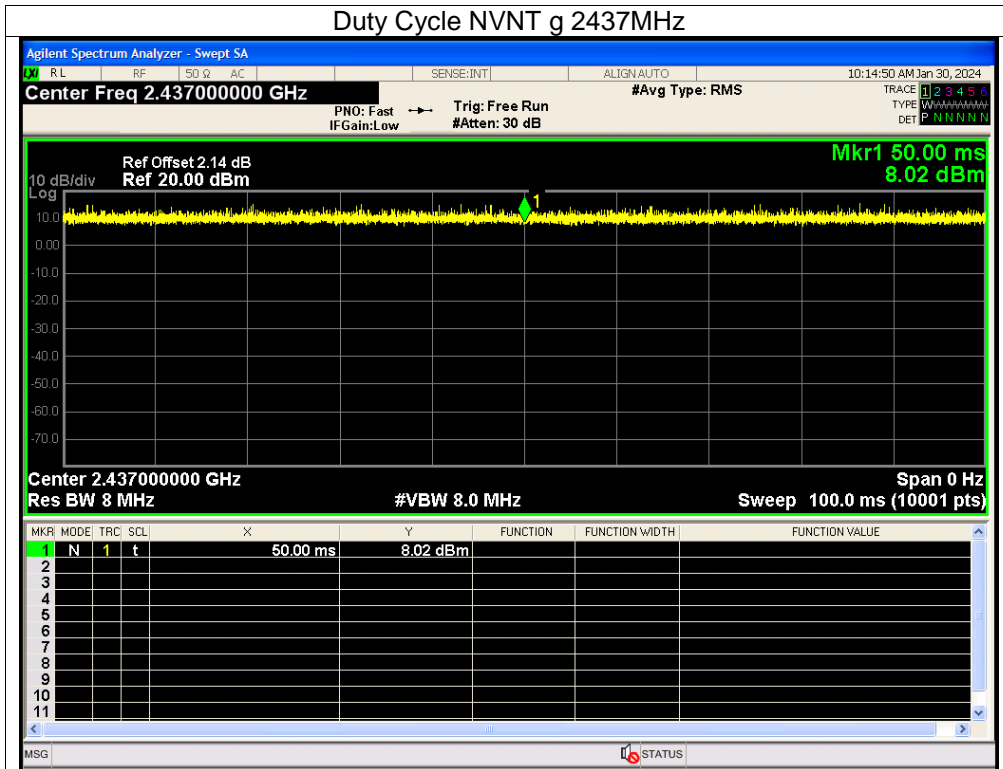 Duty Cycle NVNT g 2437MHz
Agilent Spectrum Analyzer - Swept SA
LXI RL RF 50 Ω AC SENSE:INT ALIGN AUTO 10:14:50 AM Jan 30, 2024
Center Freq 2.437000000 GHz #Avg Type: RMS TRACE 1 2 3 4 5 6
PNO: Fast Trig: Free Run TYPE WWWWWW
IFGain:Low #Atten: 30 dB DET P N N N N N
Mkr1 50.00 ms
Ref Offset 2.14 dB
10 dB/div Ref 20.00 dBm 8.02 dBm
Log
1
10.0
0.00
-10.0
-20.0
-30.0
-40.0
-50.0
-60.0
-70.0
Center 2.437000000 GHz Span 0 Hz
Res BW 8 MHz #VBW 8.0 MHz Sweep 100.0 ms (10001 pts)
MKR MODE TRC SCL X Y FUNCTION FUNCTION WIDTH FUNCTION VALUE
1 N 1 t 50.00 ms 8.02 dBm
2
3
4
5
6
7
8
9
10
11
MSG STATUS